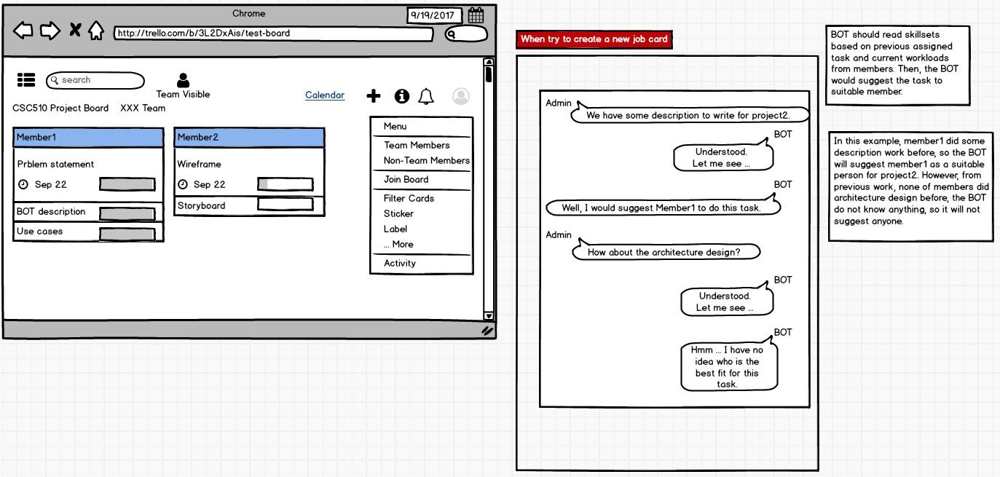 Chrome
9/19/2017
http://trello.com/b/3L2DxAis/test-board
search
Team Visible
Calendar
CSC510 Project Board XXX Team
Member1
Prblem statement
Sep 22
BOT description
Use cases
Member2
Wireframe
Sep 22
Storyboard
Menu
Team Members
Non-Team Members
Join Board
Filter Cards
Sticker
Label
... More
Activity
When try to create a new job card
Admin
We have some description to write for project2.
BOT
Understood.
Let me see ...
BOT
Well, I would suggest Member1 to do this task.
Admin
How about the architecture design?
BOT
Understood.
Let me see ...
BOT
Hmm ... I have no
idea who is the
best fit for this
task.
BOT should read skillsets
based on previous assigned
task and current workloads
from members. Then, the BOT
would suggest the task to
suitable member.
In this example, member1 did some
description work before, so the BOT
will suggest member1 as a suitable
person for project2. However, from
previous work, none of members did
architecture design before, the BOT
do not know anything, so it will not
suggest anyone.